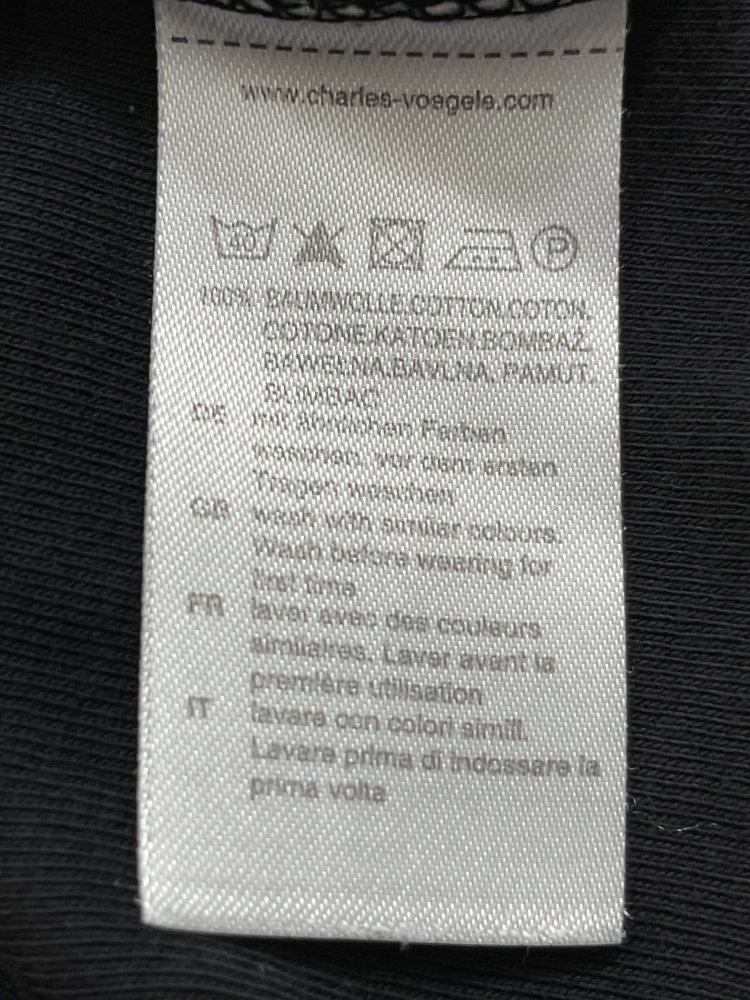 www.charles-voegele.com
40 P
100% BAUMWOLLE.COTTON.COTON.
COTONE.KATOEN.BOMBAŽ.
BAWEŁNA.BAVLNA. PAMUT.
BUMBAC
DE mit ähnlichen Farben
waschen. vor dem ersten
Tragen waschen
GB wash with similar colours.
Wash before wearing for
first time
FR laver avec des couleurs
similaires. Laver avant la
première utilisation
IT lavare con colori simili.
Lavare prima di indossare la
prima volta